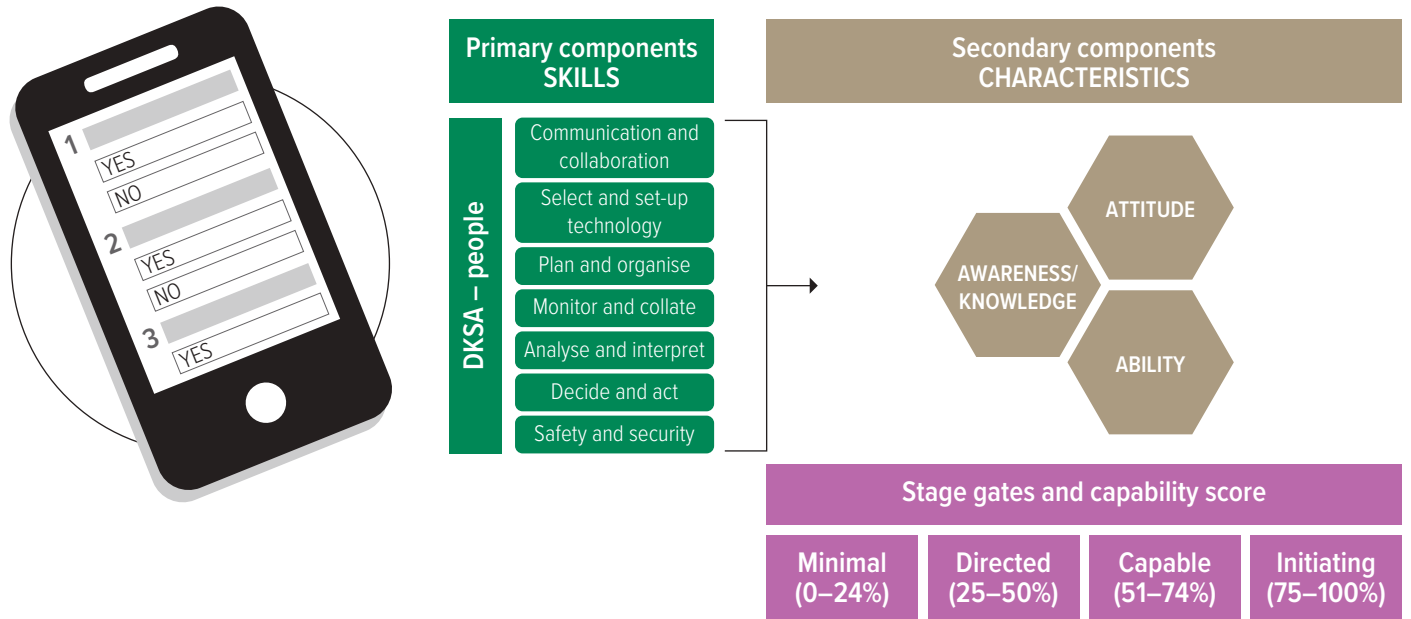 1
YES
NO
2
YES
NO
3
YES
Primary components
SKILLS
DKSA – people
Communication and
collaboration
Select and set-up
technology
Plan and organise
Monitor and collate
Analyse and interpret
Decide and act
Safety and security
Secondary components
CHARACTERISTICS
ATTITUDE
AWARENESS/
KNOWLEDGE
ABILITY
Stage gates and capability score
Minimal
(0–24%)
Directed
(25–50%)
Capable
(51–74%)
Initiating
(75–100%)